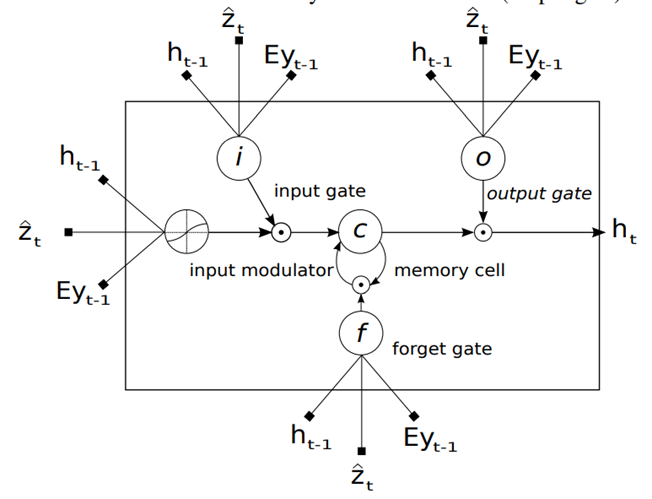 ẑt ẑt
ht-1 Eyt-1 ht-1 Eyt-1
i o
ht-1
input gate output gate
ẑt c ht
input modulator memory cell
Eyt-1
f forget gate
ht-1 Eyt-1
ẑt